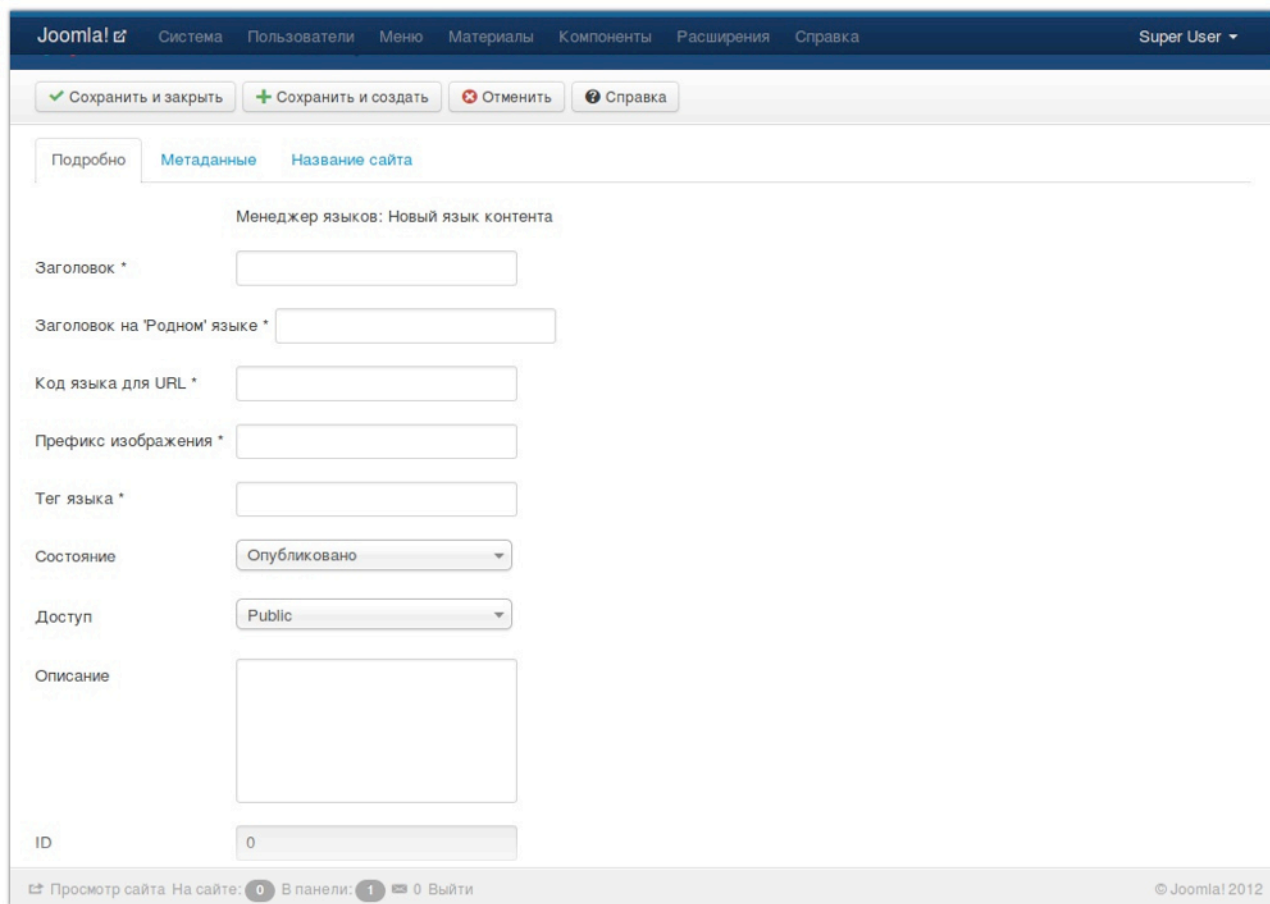 Joomla! Система Пользователи Меню Материалы Компоненты Расширения Справка Super User
Сохранить и закрыть Сохранить и создать Отменить Справка
Подробно Метаданные Название сайта
Менеджер языков: Новый язык контента
Заголовок *
Заголовок на 'Родном' языке *
Код языка для URL *
Префикс изображения *
Тег языка *
Состояние Опубликовано
Доступ Public
Описание
ID 0
Просмотр сайта На сайте: 0 В панели: 1 0 Выйти © Joomla! 2012